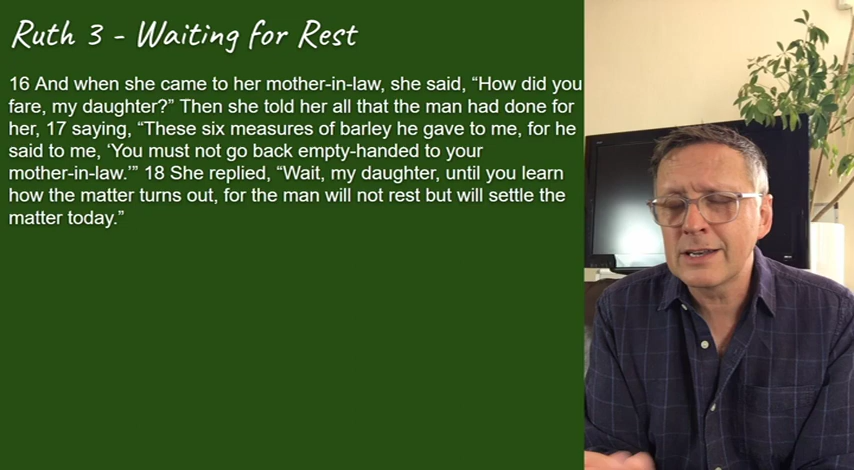 Ruth 3 - Waiting for Rest
16 And when she came to her mother-in-law, she said, “How did you
fare, my daughter?” Then she told her all that the man had done for
her, 17 saying, “These six measures of barley he gave to me, for he
said to me, ‘You must not go back empty-handed to your
mother-in-law.’” 18 She replied, “Wait, my daughter, until you learn
how the matter turns out, for the man will not rest but will settle the
matter today.”